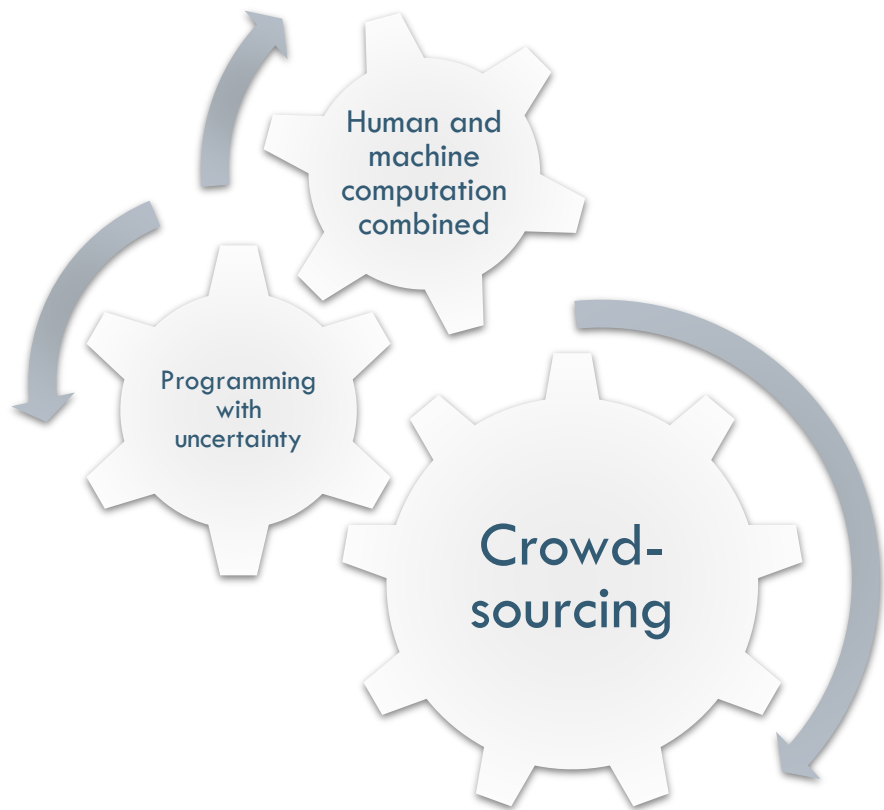 Human and
machine
computation
combined
Programming
with
uncertainty
Crowd-
sourcing